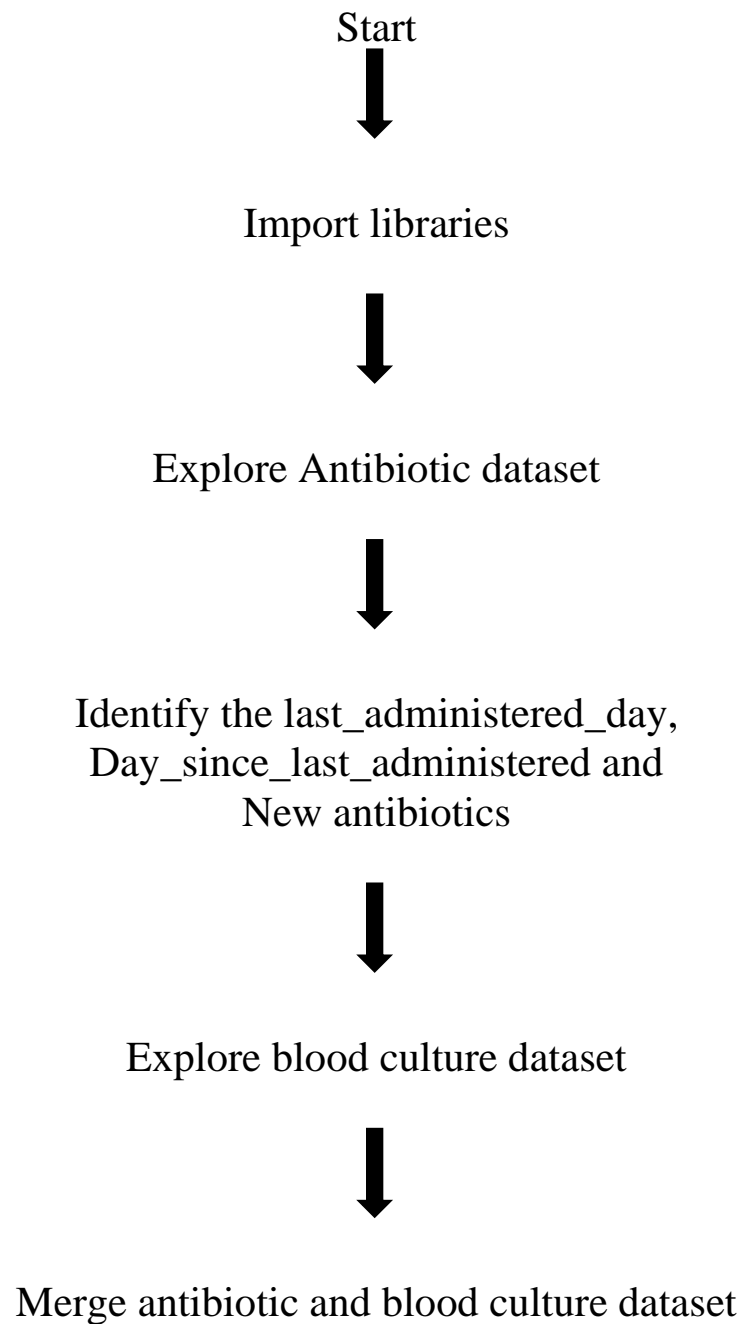 Start
Import libraries
Explore Antibiotic dataset
Identify the last_administered_day,
Day_since_last_administered and
New antibiotics
Explore blood culture dataset
Merge antibiotic and blood culture dataset